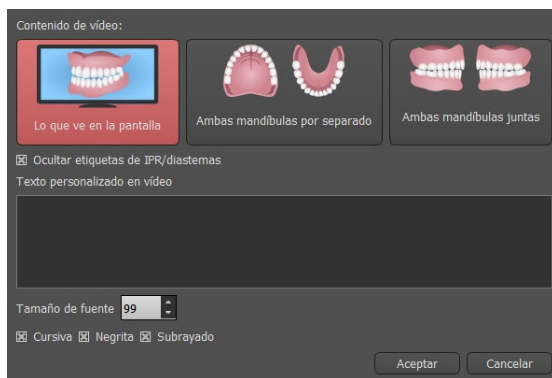 Contenido de vídeo:
Lo que ve en la pantalla
Ambas mandíbulas por separado
Ambas mandíbulas juntas
Ocultar etiquetas de IPR/diastemas
Texto personalizado en vídeo
Tamaño de fuente 99
Cursiva Negrita Subrayado
Aceptar Cancelar